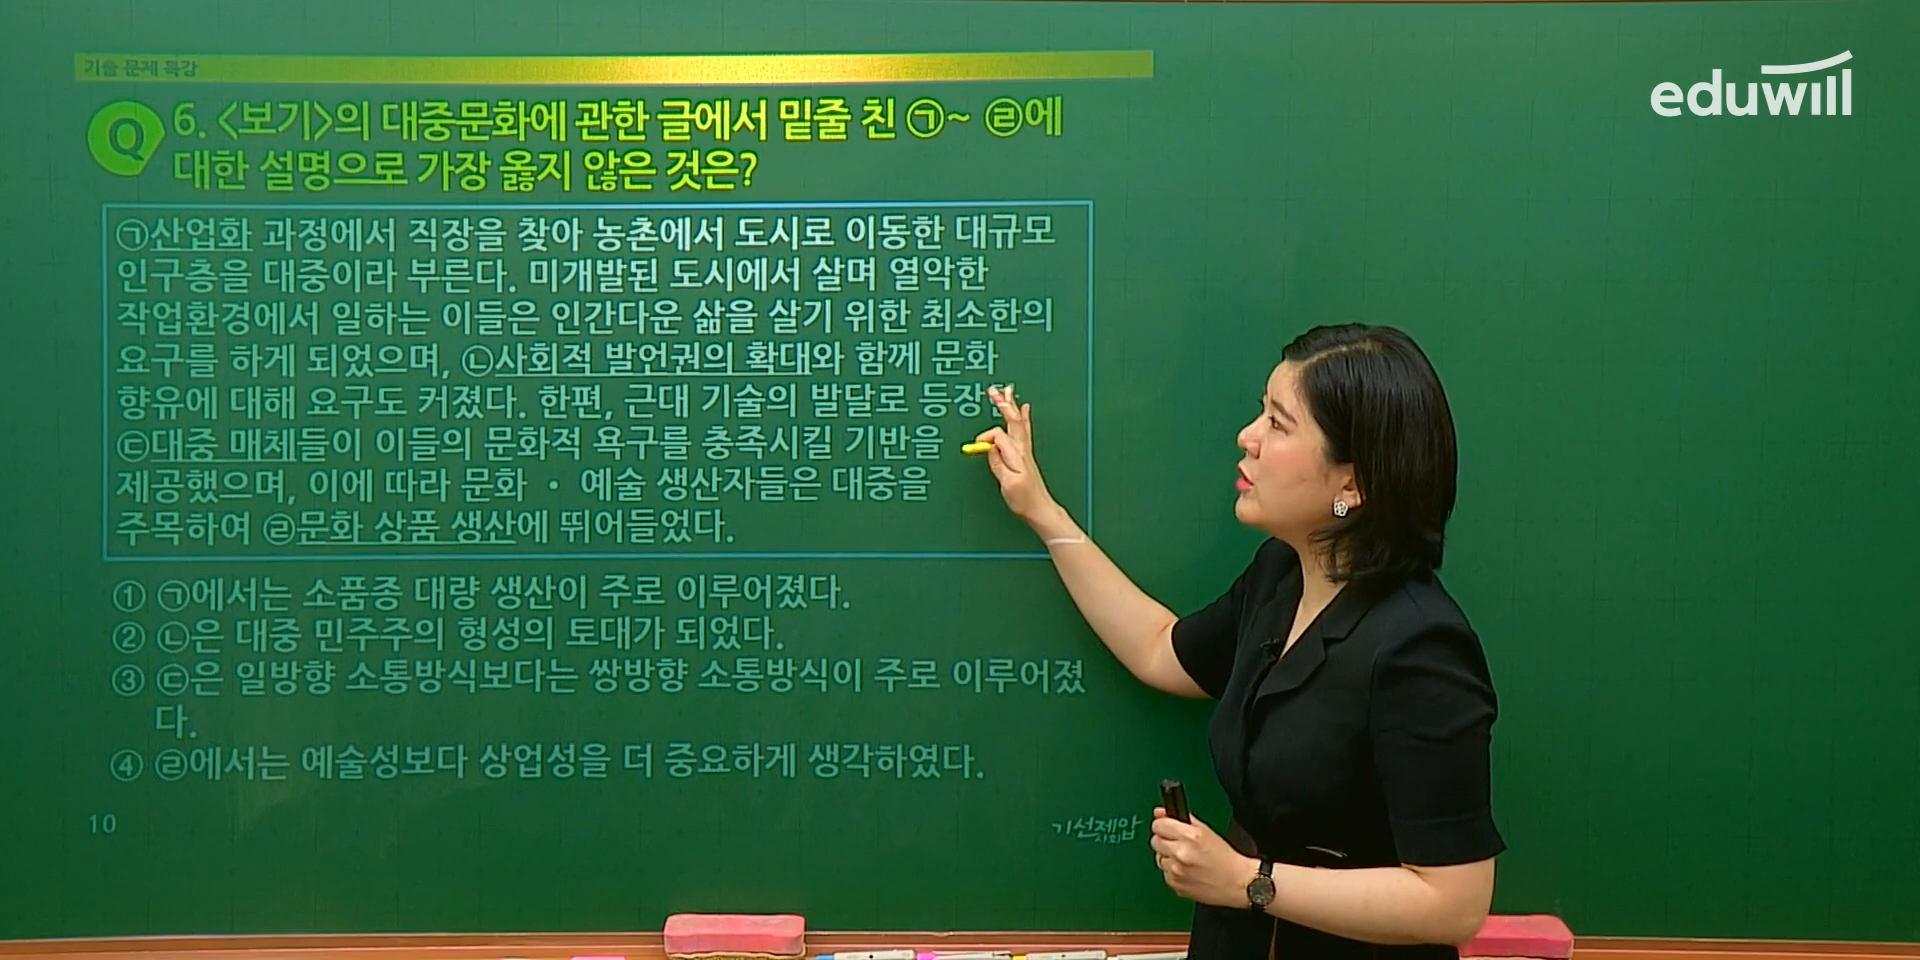 기술 문제 특강
eduwill
Q
6. <보기>의 대중문화에 관한 글에서 밑줄 친 ㉠~ ㉣에
대한 설명으로 가장 옳지 않은 것은?
㉠산업화 과정에서 직장을 찾아 농촌에서 도시로 이동한 대규모
인구층을 대중이라 부른다. 미개발된 도시에서 살며 열악한
작업환경에서 일하는 이들은 인간다운 삶을 살기 위한 최소한의
요구를 하게 되었으며, ㉡사회적 발언권의 확대와 함께 문화
향유에 대해 요구도 커졌다. 한편, 근대 기술의 발달로
㉢대중 매체들이 이들의 문화적 욕구를 충족시킬 기반을
제공했으며, 이에 따라 문화 · 예술 생산자들은 대중을
주목하여 ㉣문화 상품 생산에 뛰어들었다.
① ㉠에서는 소품종 대량 생산이 주로 이루어졌다.
② ㉡은 대중 민주주의 형성의 토대가 되었다.
③ ㉢은 일방향 소통방식보다는 쌍방향 소통방식이 주로 이루어졌
다.
④ ㉣에서는 예술성보다 상업성을 더 중요하게 생각하였다.
10
기선제압
사회